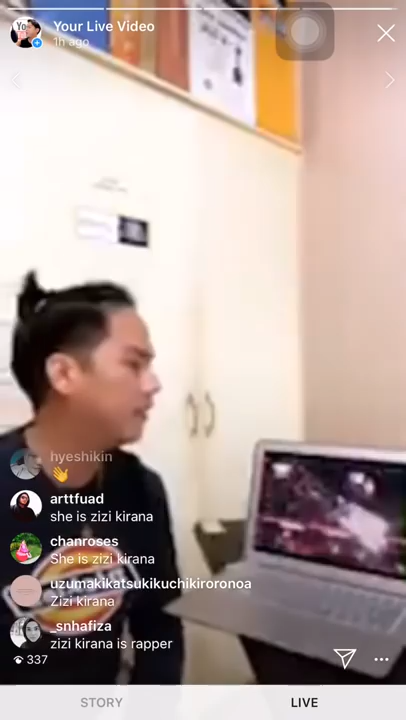 Your Live Video
1h ago
hyeshikin
arttfuad
she is zizi kirana
chanroses
She is zizi kirana
uzumakikatsukikuchikiroronoa
Zizi kirana
_snhafiza
zizi kirana is rapper
337
STORY
LIVE